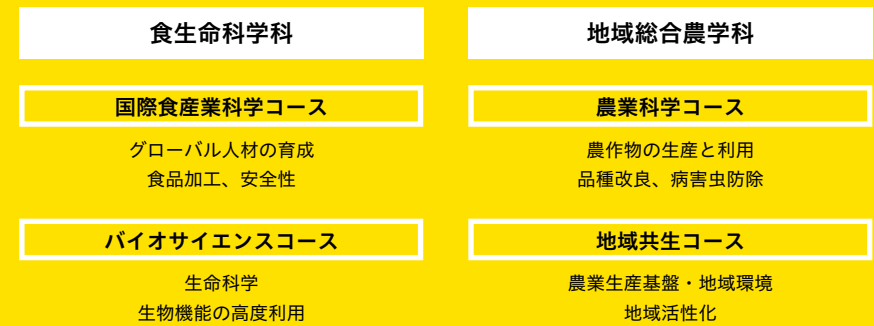 食生命科学科
国際食産業科学コース
グローバル人材の育成
食品加工、安全性
バイオサイエンスコース
生命科学
生物機能の高度利用
地域総合農学科
農業科学コース
農作物の生産と利用
品種改良、病害虫防除
地域共生コース
農業生産基盤・地域環境
地域活性化